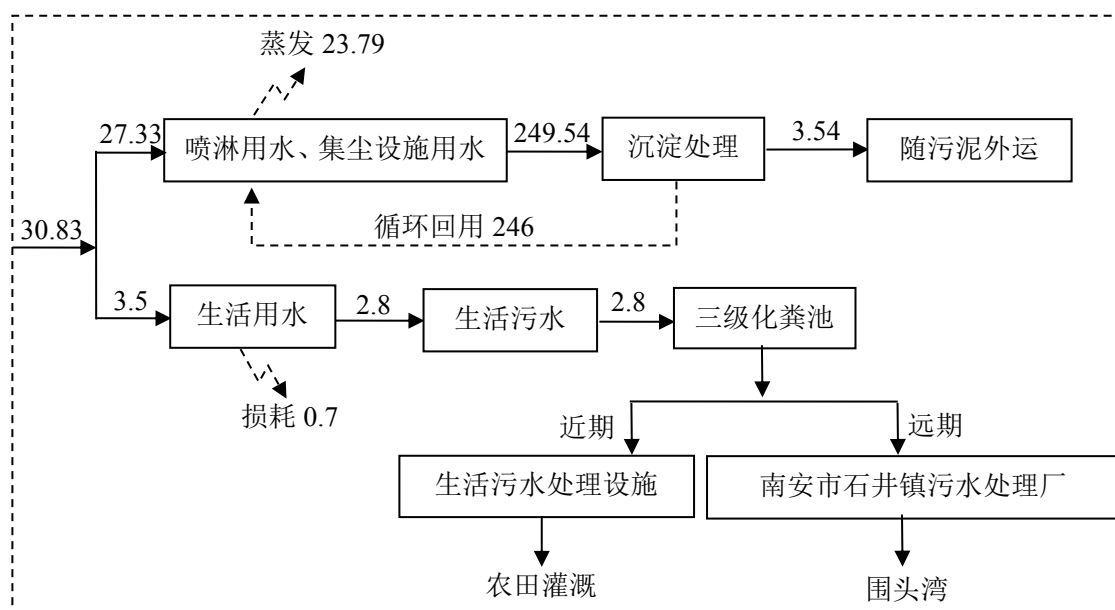 蒸发 23.79
27.33
喷淋用水、集尘设施用水
249.54
沉淀处理
3.54
随污泥外运
循环回用 246
30.83
3.5
生活用水
2.8
生活污水
2.8
三级化粪池
损耗 0.7
近期
远期
生活污水处理设施
南安市石井镇污水处理厂
农田灌溉
围头湾